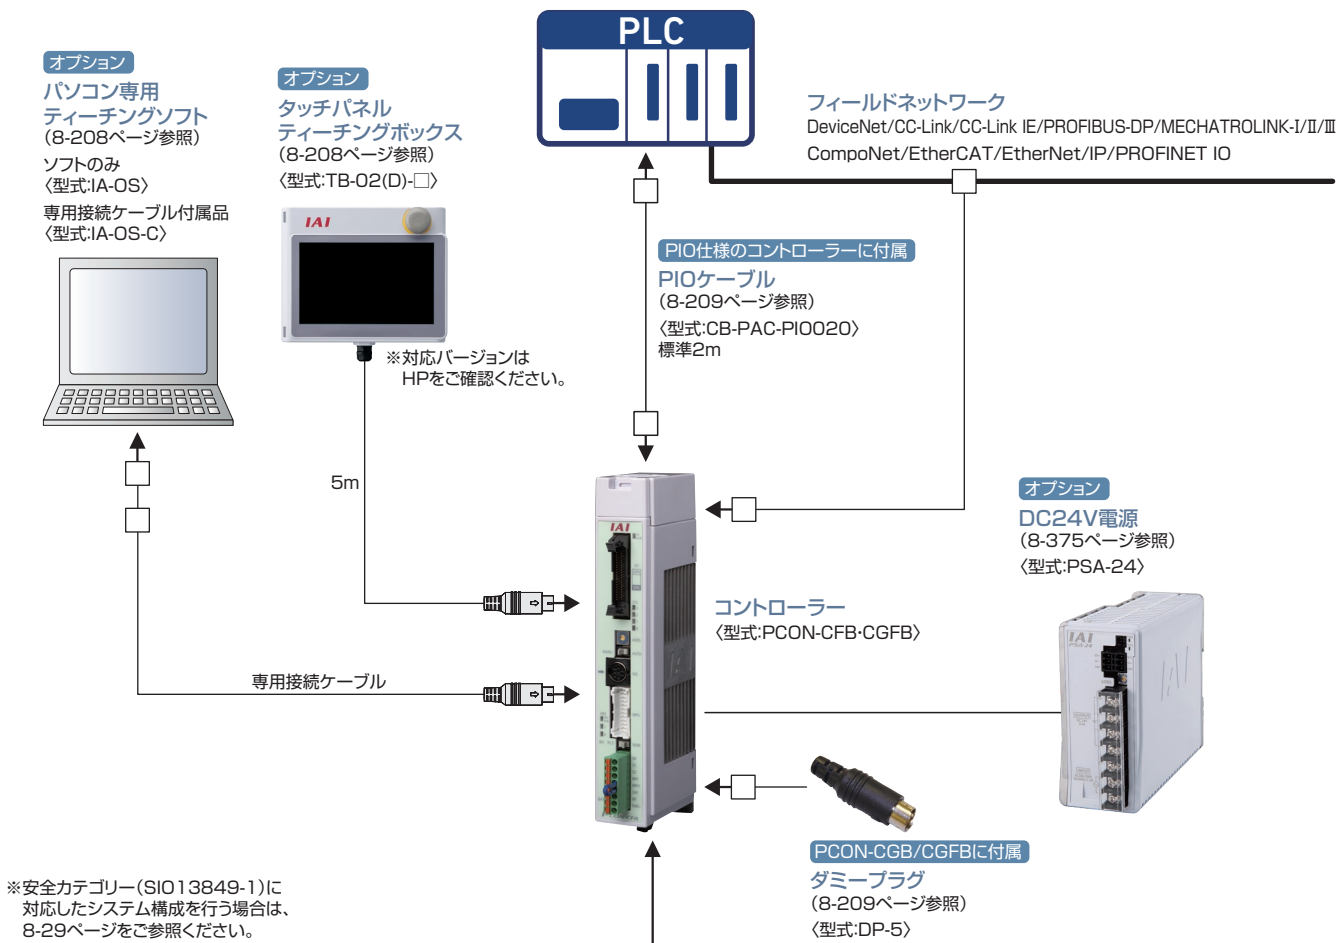 PLC
オプション
パソコン専用
ティーチングソフト
(8-208ページ参照)
ソフトのみ
〈型式:IA-OS〉
専用接続ケーブル付属品
〈型式:IA-OS-C〉
オプション
タッチパネル
ティーチングボックス
(8-208ページ参照)
〈型式:TB-02(D)-□〉
IAI
※対応バージョンは
HPをご確認ください。
フィールドネットワーク
DeviceNet/CC-Link/CC-Link IE/PROFIBUS-DP/MECHATROLINK-I/Ⅱ/Ⅲ
CompoNet/EtherCAT/EtherNet/IP/PROFINET IO
PIO仕様のコントローラーに付属
PIOケーブル
(8-209ページ参照)
〈型式:CB-PAC-PIO020〉
標準2m
5m
専用接続ケーブル
IAI
コントローラー
〈型式:PCON-CFB・CGFB〉
オプション
DC24V電源
(8-375ページ参照)
〈型式:PSA-24〉
IAI
PSA-24
PCON-CGB/CGFBに付属
ダミープラグ
(8-209ページ参照)
〈型式:DP-5〉
※安全カテゴリー(SIO13849-1)に
対応したシステム構成を行う場合は、
8-29ページをご参照ください。